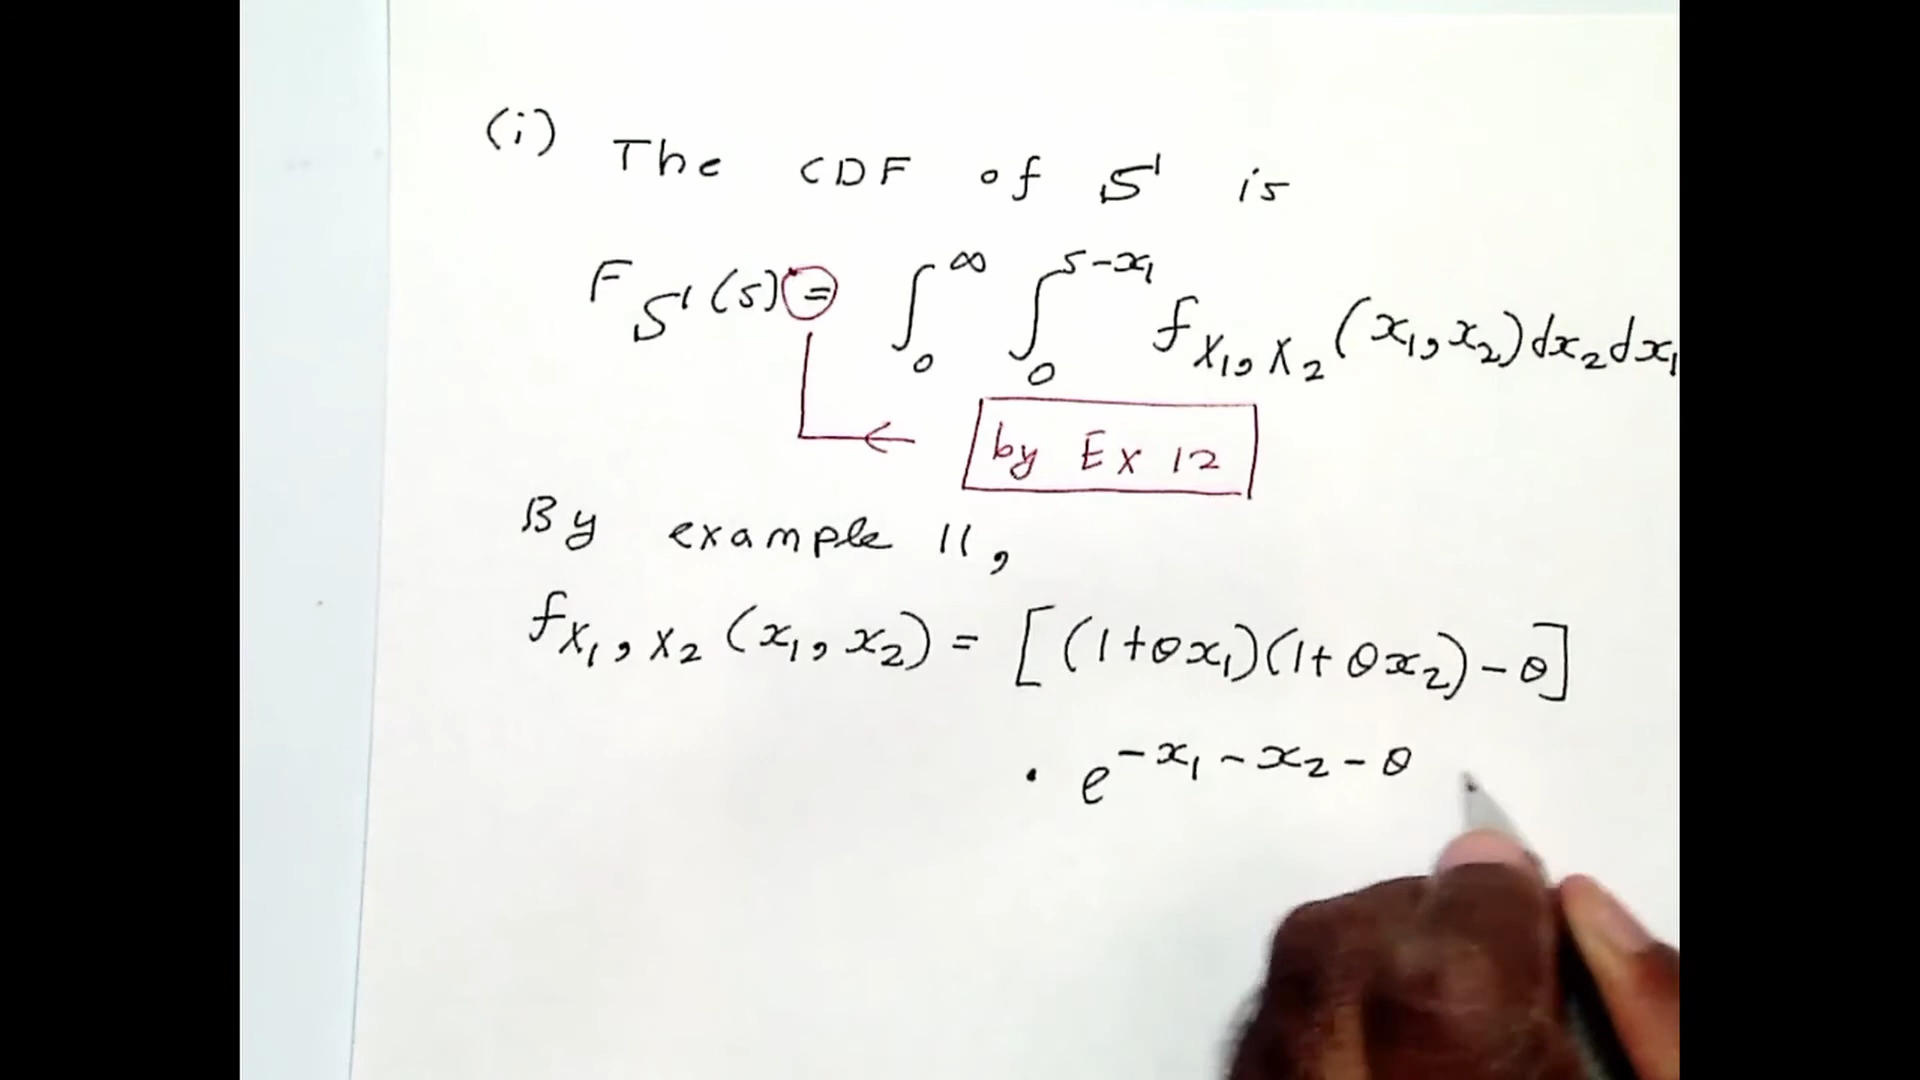 (i) The CDF of S' is
F_{S'}(s) = ∫_0^∞ ∫_0^{s-x_1} f_{X_1, X_2}(x_1, x_2) dx_2 dx_1
by Ex 12
By example 11,
f_{X_1, X_2}(x_1, x_2) = [(1+θx_1)(1+θx_2) - θ]
· e^{-x_1 - x_2 - θ}